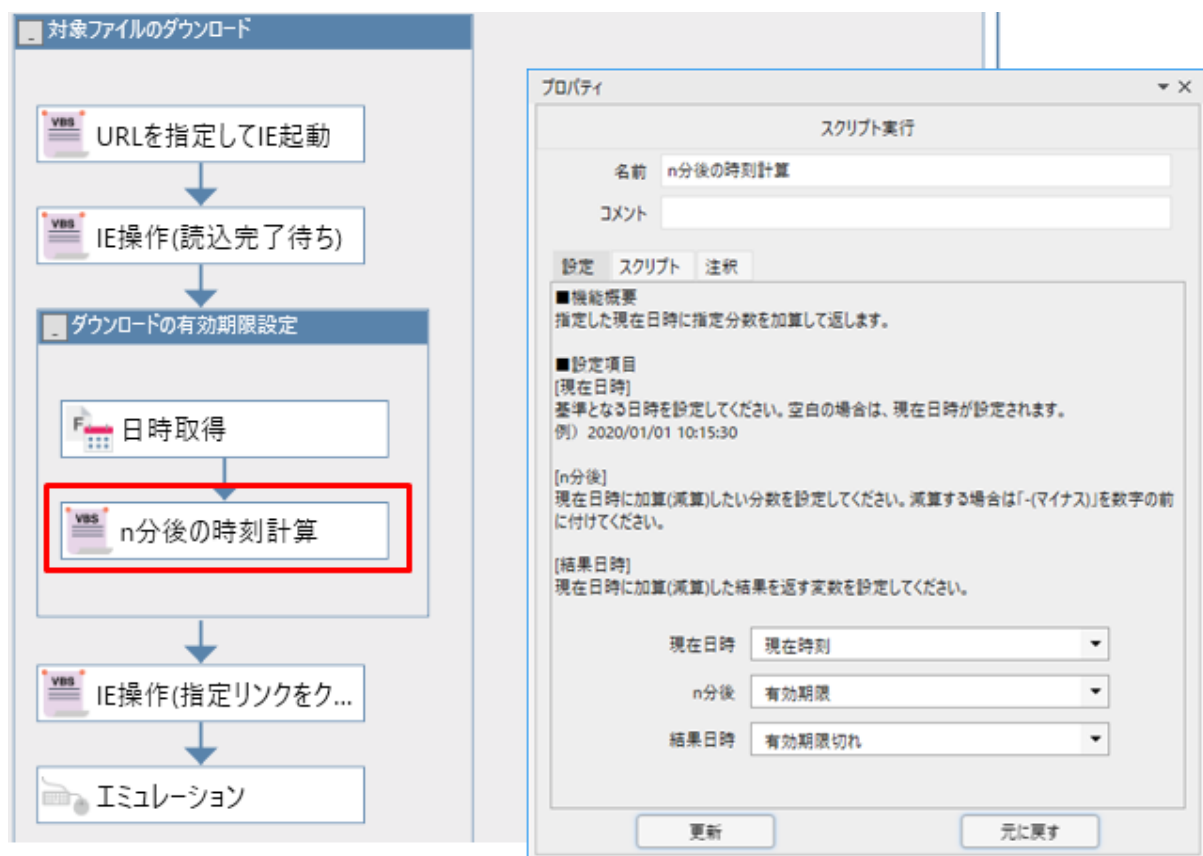 対象ファイルのダウンロード
VBS
URLを指定してIE起動
VBS
IE操作(読込完了待ち)
ダウンロードの有効期限設定
F
日時取得
VBS
n分後の時刻計算
VBS
IE操作(指定リンクをク...
エミュレーション
プロパティ
スクリプト実行
名前 n分後の時刻計算
コメント
設定 スクリプト 注釈
■機能概要
指定した現在日時に指定分数を加算して返します。
■設定項目
[現在日時]
基準となる日時を設定してください。空白の場合は、現在日時が設定されます。
例) 2020/01/01 10:15:30
[n分後]
現在日時に加算(減算)したい分数を設定してください。減算する場合は「-(マイナス)」を数字の前
に付けてください。
[結果日時]
現在日時に加算(減算)した結果を返す変数を設定してください。
現在日時 現在時刻
n分後 有効期限
結果日時 有効期限切れ
更新 元に戻す